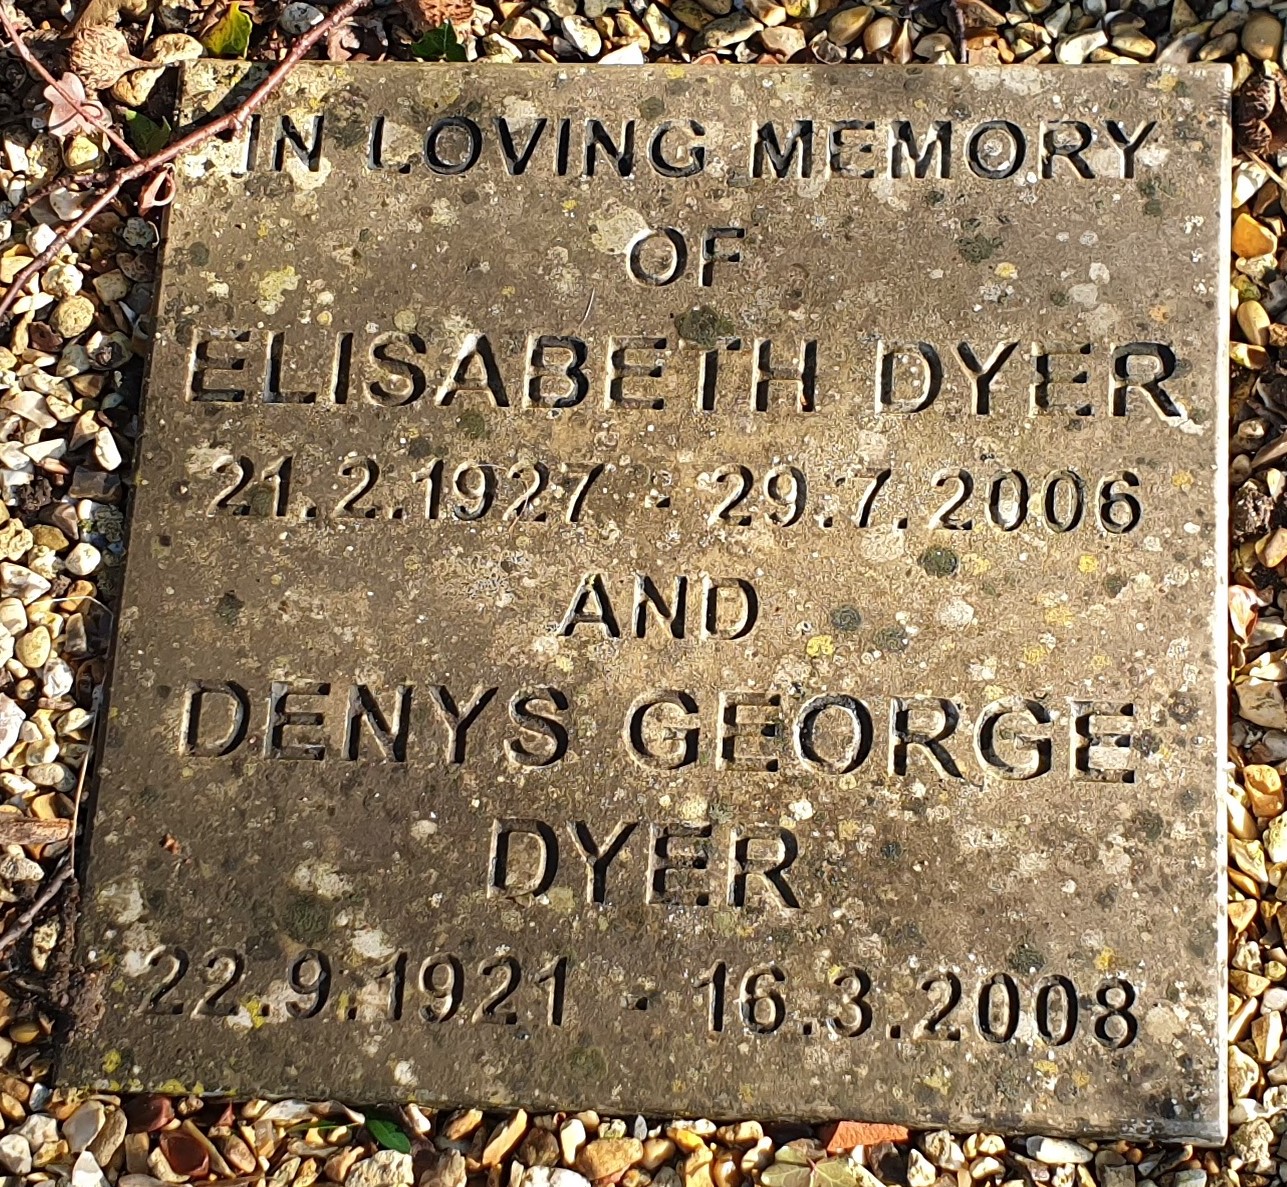 IN LOVING MEMORY
OF
ELISABETH DYER
21.2.1927 - 29.7.2006
AND
DENYS GEORGE
DYER
22.9.1921 - 16.3.2008